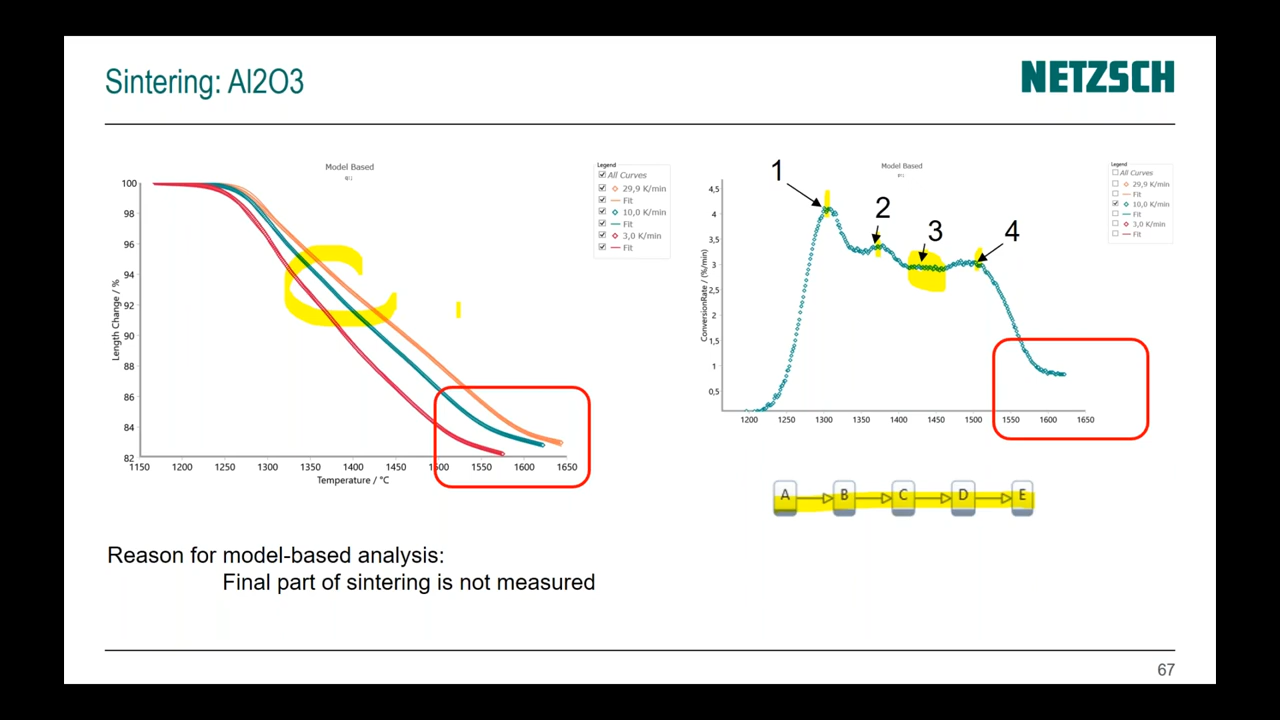 Sintering: Al2O3
NETZSCH
Model Based
Legend
All Curves
29,9 K/min
Fit
10,0 K/min
Fit
3,0 K/min
Fit
100
98
96
94
92
90
88
86
84
82
Length Change / %
1150 1200 1250 1300 1350 1400 1450 1500 1550 1600 1650
Temperature / °C
Model Based
Legend
All Curves
29,9 K/min
Fit
10,0 K/min
Fit
3,0 K/min
Fit
1
2
3
4
4,5
4
3,5
3
2,5
2
1,5
1
0,5
ConversionRate / (%/min)
1200 1250 1300 1350 1400 1450 1500 1550 1600 1650
A B C D E
Reason for model-based analysis:
Final part of sintering is not measured
67